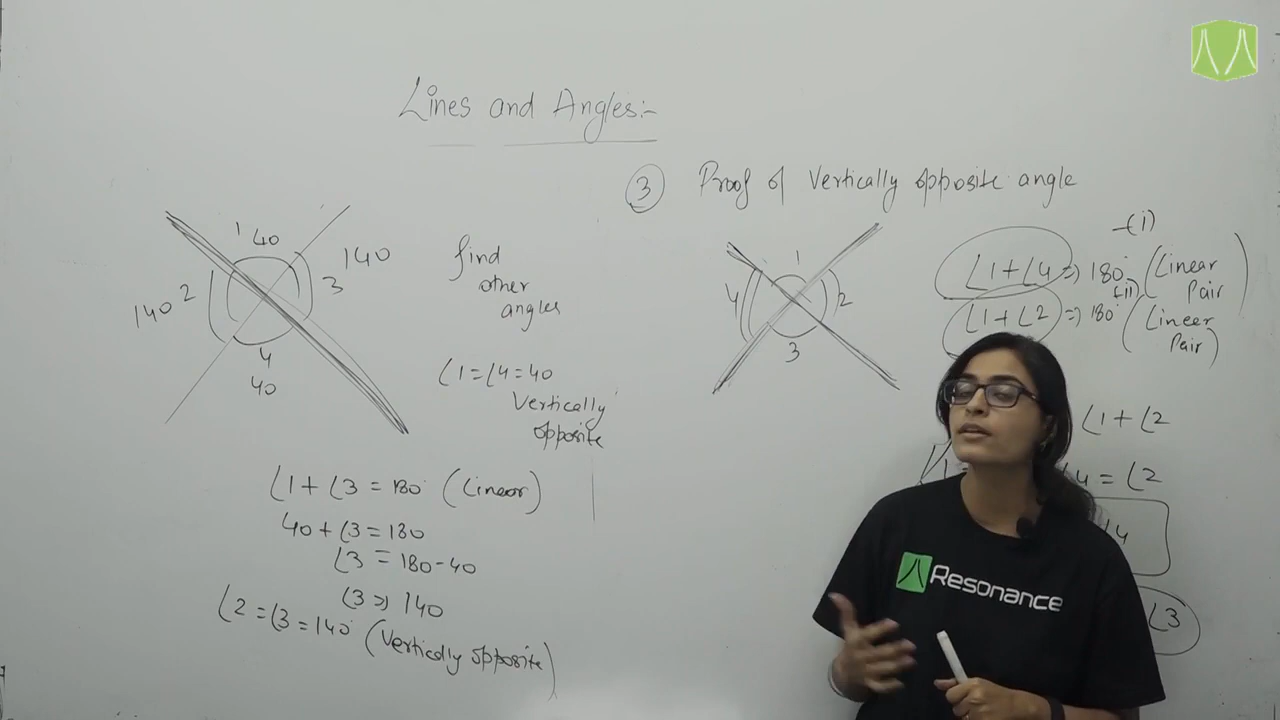 Lines and Angles:-
③ Proof of Vertically opposite angle
1 40
140
3
140 2
4
40
find
other
angles
∠1=∠4=40
Vertically
opposite
∠1+∠3=180° (Linear)
40+∠3=180
∠3=180-40
∠3⇒140
∠2=∠3=140° (Vertically opposite)
1
4
2
3
-(i)
∠1+∠4⇒180° (Linear
Pair)
(ii)
∠1+∠2⇒180° (Linear
Pair)
∠1+∠2
4=∠2
∠4
∠3
Resonance